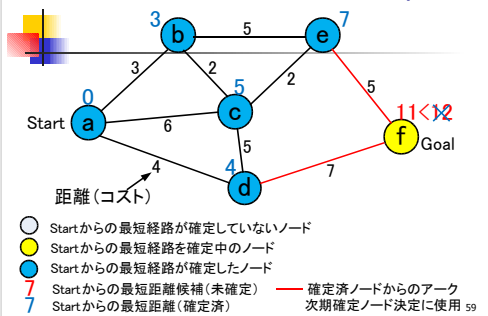 3
b
5
e
7
3
2
5
2
5
0
c
11<12
Start
a
6
f
Goal
5
4
4
d
7
距離(コスト)
Startからの最短経路が確定していないノード
Startからの最短経路を確定中のノード
Startからの最短経路が確定したノード
7 Startからの最短距離候補(未確定) 確定済ノードからのアーク
7 Startからの最短距離(確定済) 次期確定ノード決定に使用 59